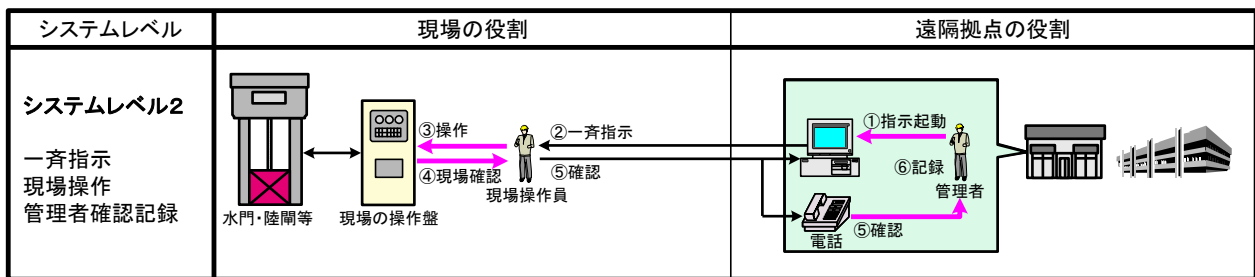 システムレベル
現場の役割
遠隔拠点の役割
システムレベル2
一斉指示
現場操作
管理者確認記録
水門・陸閘等
現場の操作盤
③操作
④現場確認
現場操作員
②一斉指示
⑤確認
①指示起動
⑥記録
管理者
電話
⑤確認